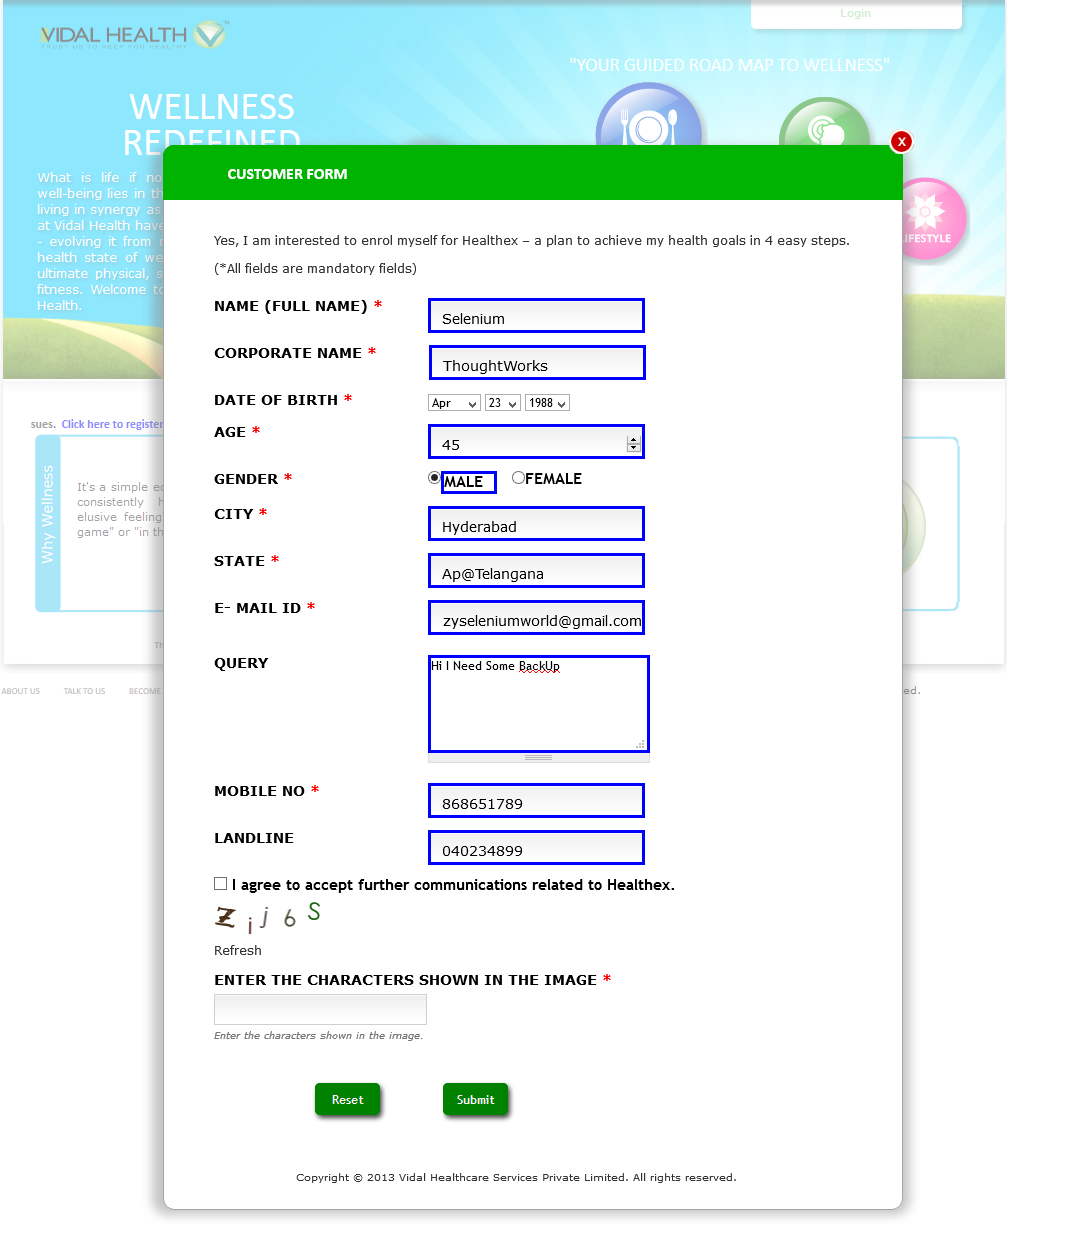 Login
VIDAL HEALTH
TRUST US TO KEEP YOU HEALTHY
"YOUR GUIDED ROAD MAP TO WELLNESS"
WELLNESS
REDEFINED
X
CUSTOMER FORM
What is life if no
well-being lies in th
living in synergy as
at Vidal Health have
- evolving it from
health state of we
ultimate physical, s
fitness. Welcome to
Health.
LIFESTYLE
Yes, I am interested to enrol myself for Healthex – a plan to achieve my health goals in 4 easy steps.
(*All fields are mandatory fields)
NAME (FULL NAME) * Selenium
CORPORATE NAME * ThoughtWorks
DATE OF BIRTH * Apr 23 1988
AGE * 45
GENDER * MALE FEMALE
CITY * Hyderabad
STATE * Ap@Telangana
E- MAIL ID * zyseleniumworld@gmail.com
QUERY Hi I Need Some BackUp
MOBILE NO * 868651789
LANDLINE 040234899
I agree to accept further communications related to Healthex.
Z i j 6 S
Refresh
ENTER THE CHARACTERS SHOWN IN THE IMAGE *
Enter the characters shown in the image.
Reset Submit
Copyright © 2013 Vidal Healthcare Services Private Limited. All rights reserved.
sues. Click here to register
Why Wellness
It's a simple eq
consistently h
elusive feeling
game" or "in th
Th
ABOUT US TALK TO US BECOME
ed.